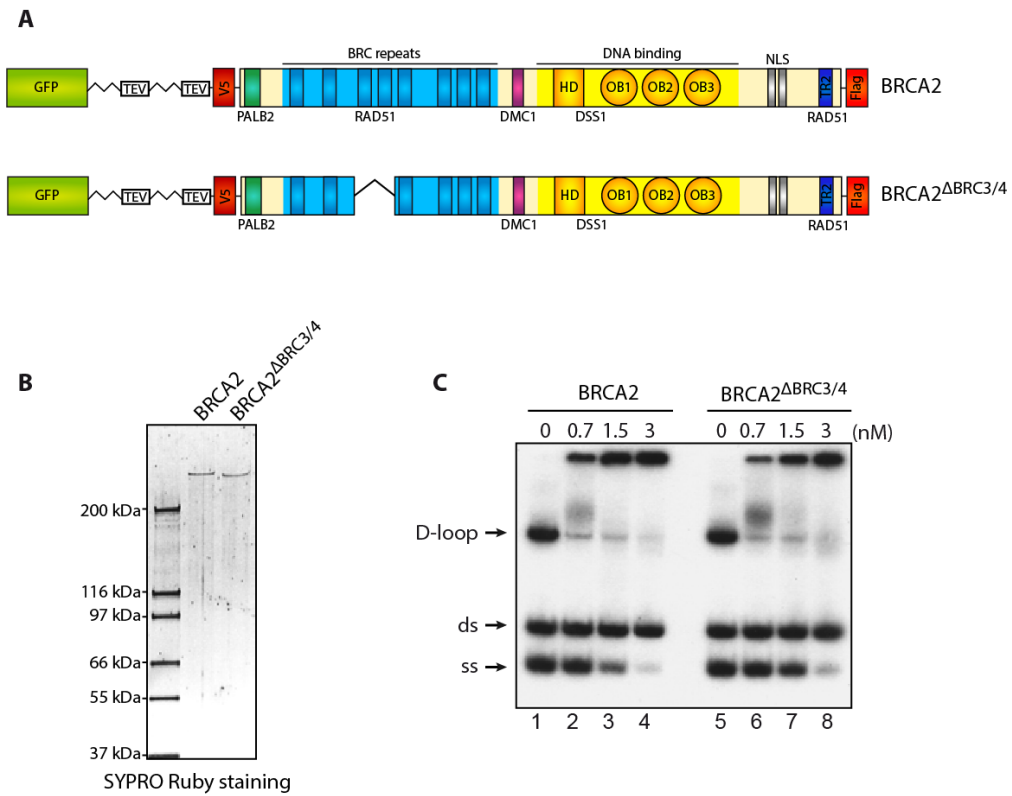 A
BRC repeats DNA binding NLS
GFP TEV TEV V5 HD OB1 OB2 OB3 TR2 Flag BRCA2
PALB2 RAD51 DMC1 DSS1 RAD51
GFP TEV TEV V5 HD OB1 OB2 OB3 TR2 Flag BRCA2ΔBRC3/4
PALB2 DMC1 DSS1 RAD51
B
BRCA2 BRCA2ΔBRC3/4
200 kDa
116 kDa
97 kDa
66 kDa
55 kDa
37 kDa
SYPRO Ruby staining
C
BRCA2 BRCA2ΔBRC3/4
0 0.7 1.5 3 0 0.7 1.5 3 (nM)
D-loop →
ds →
ss →
1 2 3 4 5 6 7 8